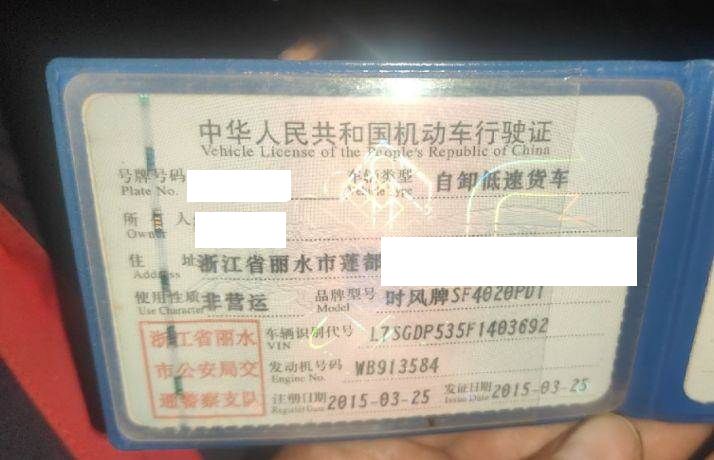 中华人民共和国机动车行驶证
Vehicle License of the People's Republic of China
号牌号码 车辆类型 自卸低速货车
Plate No. Vehicle Type
所 有 人
Owner
住 址 浙江省丽水市莲都
Address
使用性质 非营运 品牌型号 时风牌SF4020PD1
Use Character Model
浙江省丽水
市公安局交
通警察支队
车辆识别代号 L7SGDP535F1403692
VIN
发动机号码 WB913584
Engine No.
注册日期 2015-03-25 发证日期 2015-03-25
Register Date Issue Date